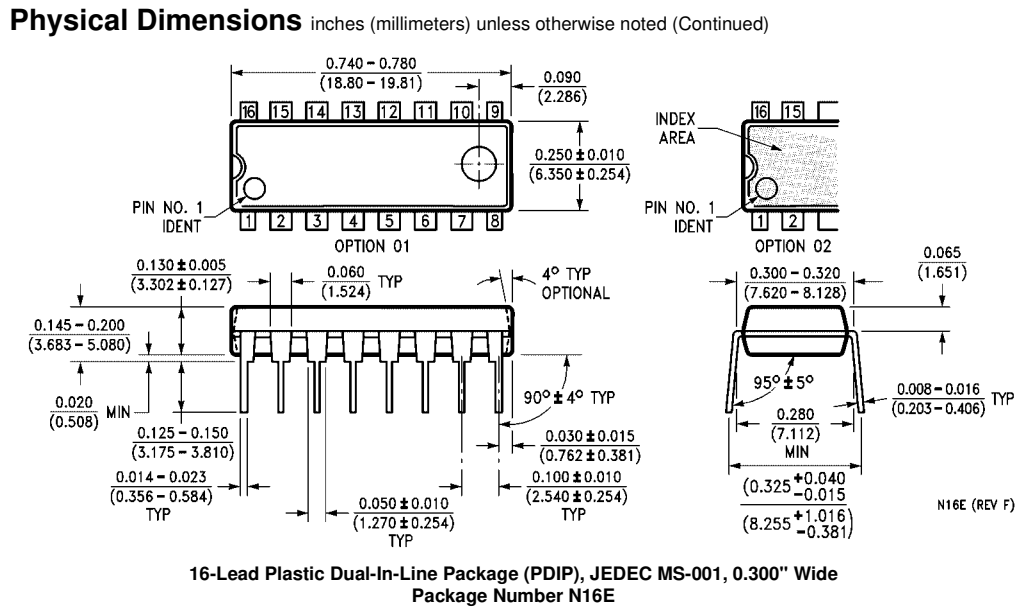 Physical Dimensions inches (millimeters) unless otherwise noted (Continued)
0.740 – 0.780
(18.80 – 19.81)
0.090
(2.286)
16 15 14 13 12 11 10 9
16 15
INDEX
AREA
0.250 ± 0.010
(6.350 ± 0.254)
PIN NO. 1
IDENT
1 2 3 4 5 6 7 8
OPTION 01
PIN NO. 1
IDENT
1 2
OPTION 02
0.130 ± 0.005
(3.302 ± 0.127)
0.060
(1.524)
TYP
4° TYP
OPTIONAL
0.300 – 0.320
(7.620 – 8.128)
0.065
(1.651)
0.145 – 0.200
(3.683 – 5.080)
0.020
(0.508)
MIN
0.125 – 0.150
(3.175 – 3.810)
90° ± 4° TYP
95° ± 5°
0.008 – 0.016
(0.203 – 0.406)
TYP
0.280
(7.112)
MIN
0.030 ± 0.015
(0.762 ± 0.381)
0.014 – 0.023
(0.356 – 0.584)
TYP
0.100 ± 0.010
(2.540 ± 0.254)
TYP
0.050 ± 0.010
(1.270 ± 0.254)
TYP
(0.325 +0.040
–0.015
(8.255 +1.016
–0.381)
N16E (REV F)
16-Lead Plastic Dual-In-Line Package (PDIP), JEDEC MS-001, 0.300" Wide
Package Number N16E